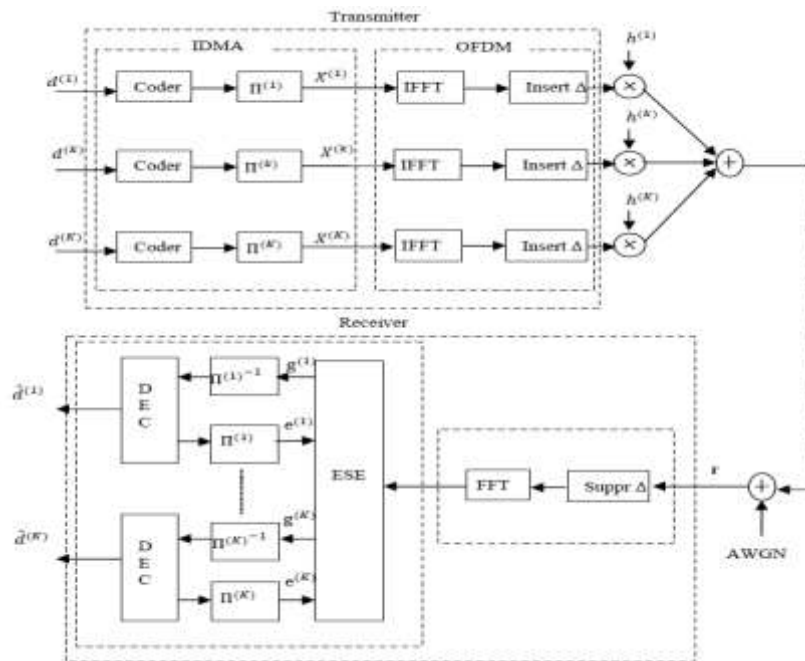 Transmitter
IDMA OFDM
h⁽¹⁾
d⁽¹⁾ Coder Π⁽¹⁾ X⁽¹⁾ IFFT Insert Δ ×
h⁽ᵏ⁾
d⁽ᴷ⁾ Coder Π⁽ᵏ⁾ X⁽ᵏ⁾ IFFT Insert Δ × +
h⁽ᴷ⁾
d⁽ᴷ⁾ Coder Π⁽ᴷ⁾ X⁽ᴷ⁾ IFFT Insert Δ ×
Receiver
d̂⁽¹⁾ DEC Π⁽¹⁾⁻¹ g⁽¹⁾
Π⁽¹⁾ e⁽¹⁾
ESE FFT Suppr Δ r +
AWGN
d̂⁽ᴷ⁾ DEC Π⁽ᴷ⁾⁻¹ g⁽ᴷ⁾
Π⁽ᴷ⁾ e⁽ᴷ⁾